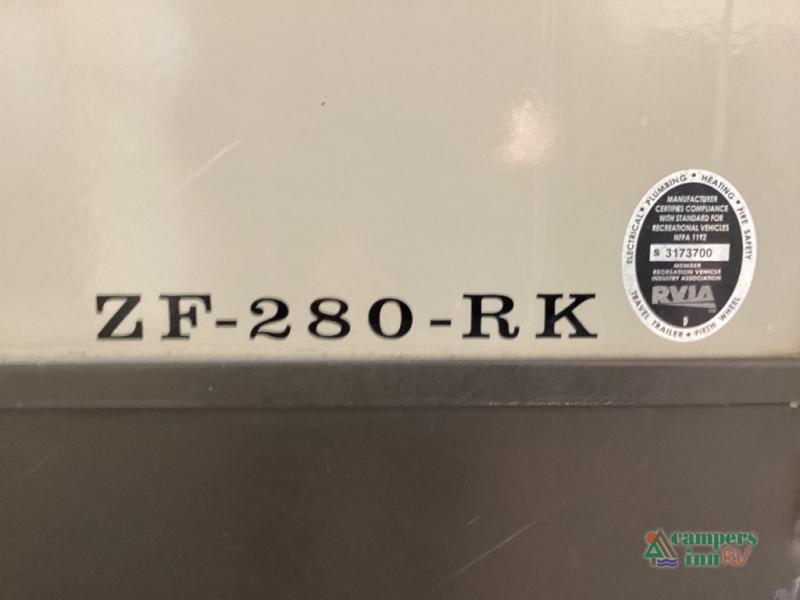 ZF-280-RK
ELECTRICAL • PLUMBING • HEATING • FIRE SAFETY
MANUFACTURER
CERTIFIES COMPLIANCE
WITH STANDARD FOR
RECREATIONAL VEHICLES
NFPA 1192
S 3173700
MEMBER
RECREATION VEHICLE
INDUSTRY ASSOCIATION
RVIA
TRAVEL TRAILER • FIFTH WHEEL
campers
inn RV